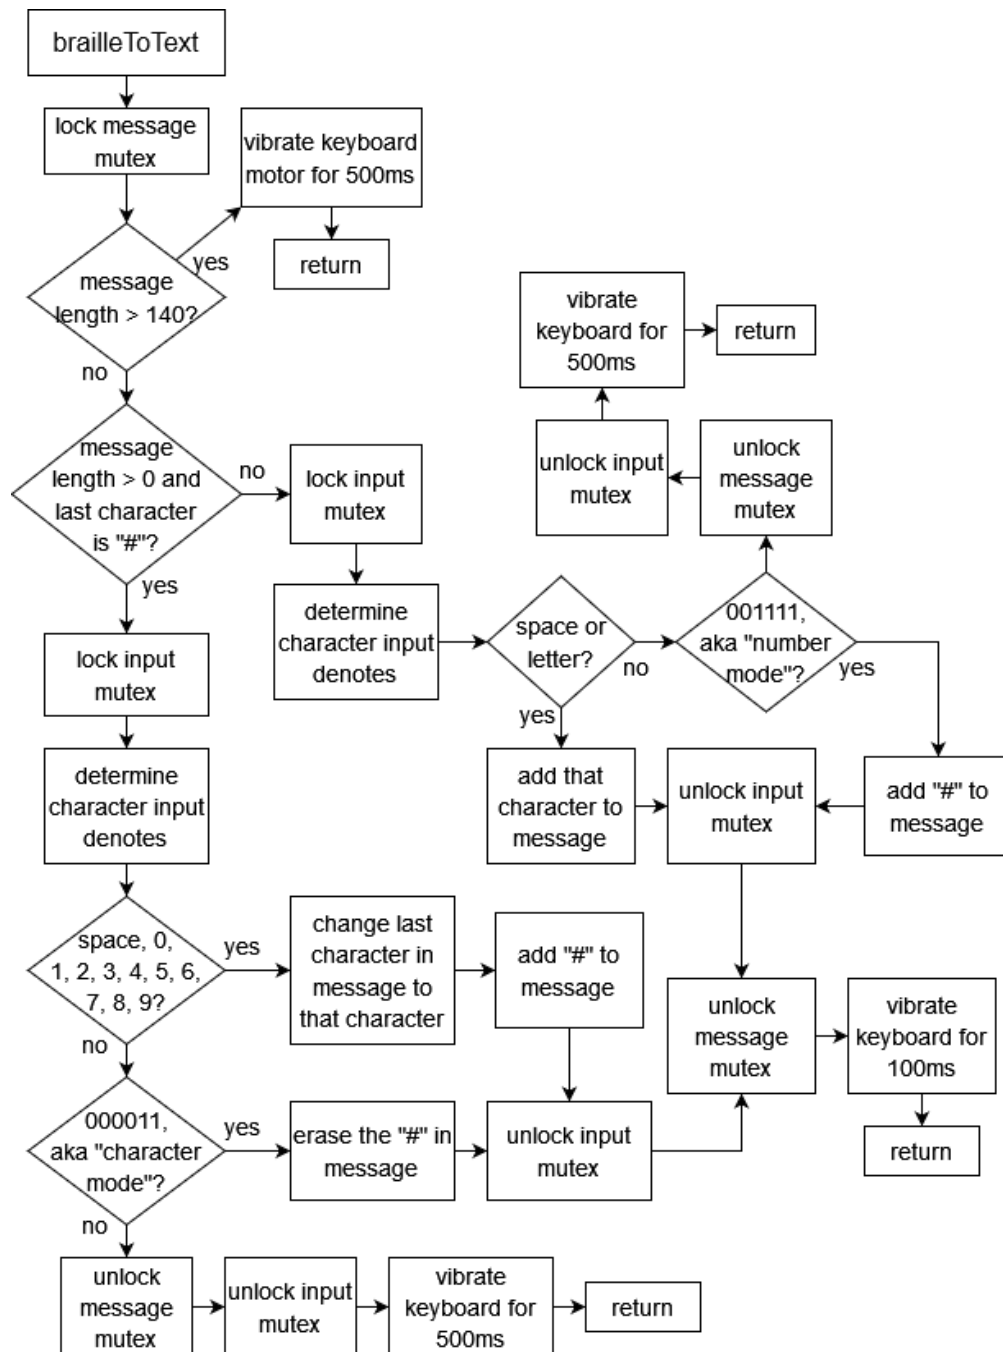 brailleToText
lock message
mutex
vibrate keyboard
motor for 500ms
return
yes
message
length > 140?
no
message
length > 0 and
last character
is "#"?
no
yes
lock input
mutex
determine
character input
denotes
space or
letter?
no
yes
001111,
aka "number
mode"?
yes
unlock
message
mutex
unlock input
mutex
vibrate
keyboard for
500ms
return
add that
character to
message
unlock input
mutex
add "#" to
message
lock input
mutex
determine
character input
denotes
space, 0,
1, 2, 3, 4, 5, 6,
7, 8, 9?
yes
no
change last
character in
message to
that character
add "#" to
message
unlock
message
mutex
vibrate
keyboard for
100ms
return
000011,
aka "character
mode"?
yes
no
erase the "#" in
message
unlock input
mutex
unlock
message
mutex
unlock input
mutex
vibrate
keyboard for
500ms
return